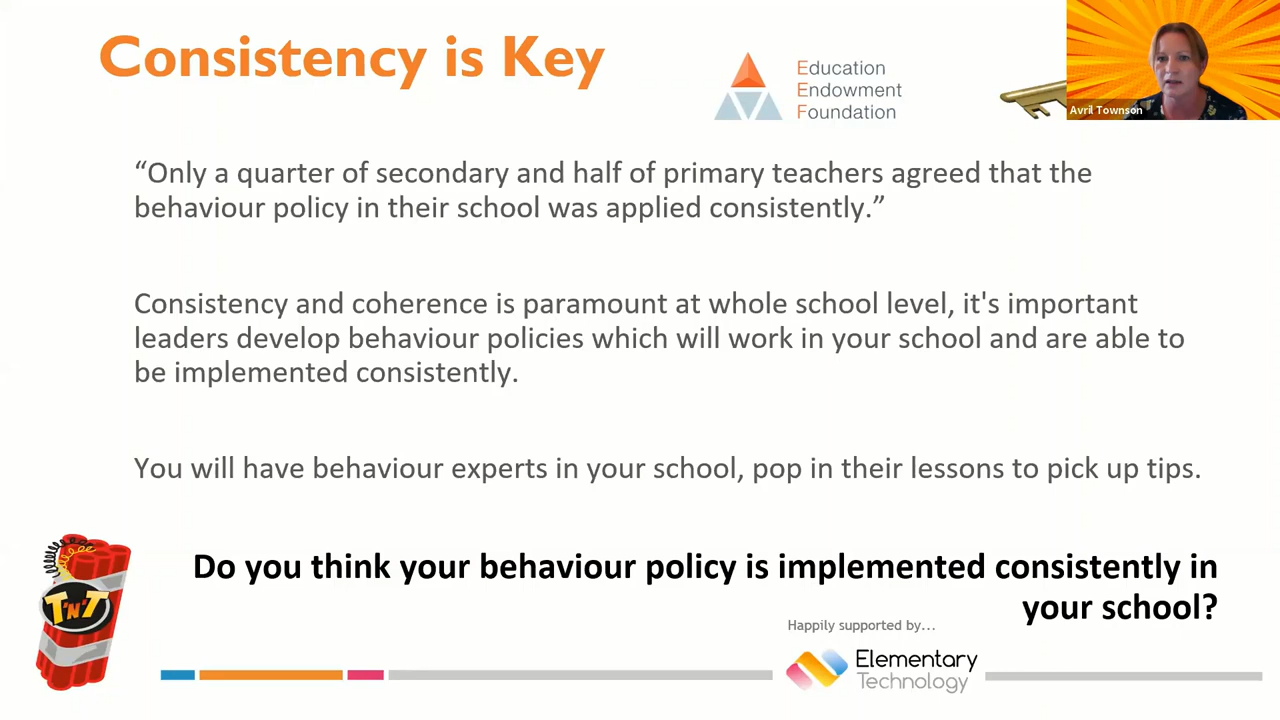 Consistency is Key
Education
Endowment
Foundation
Avril Townson
“Only a quarter of secondary and half of primary teachers agreed that the
behaviour policy in their school was applied consistently.”
Consistency and coherence is paramount at whole school level, it's important
leaders develop behaviour policies which will work in your school and are able to
be implemented consistently.
You will have behaviour experts in your school, pop in their lessons to pick up tips.
Do you think your behaviour policy is implemented consistently in
your school?
T'N'T
Happily supported by...
Elementary
Technology